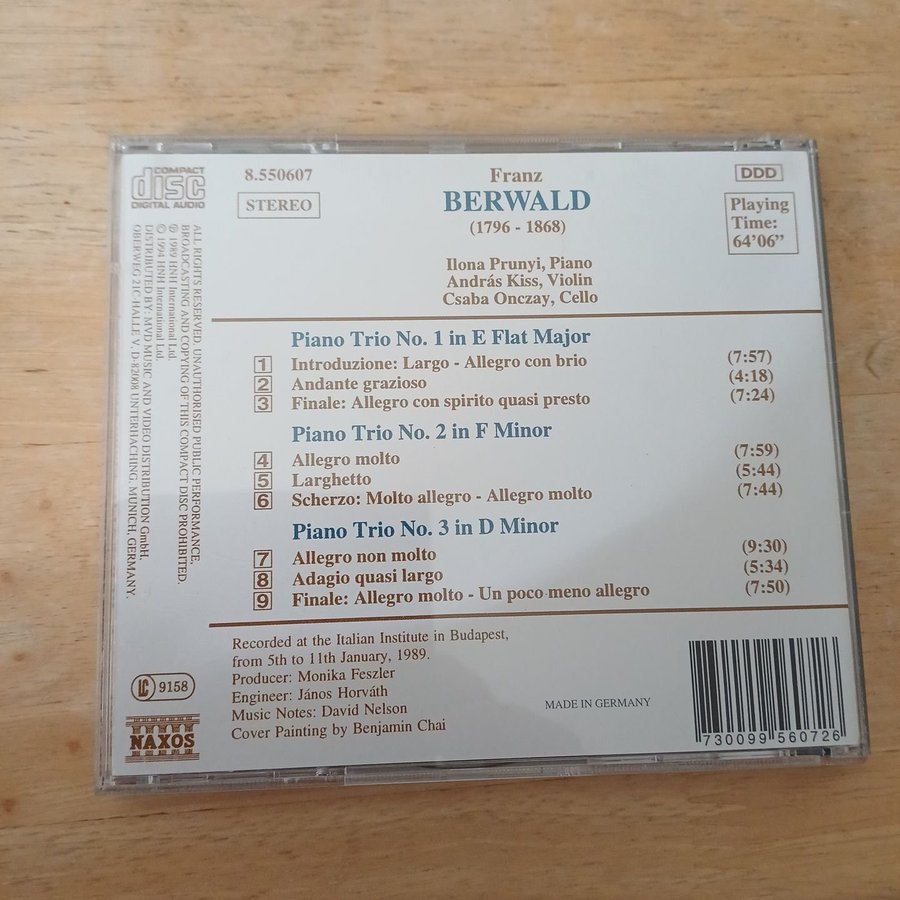 COMPACT
disc
DIGITAL AUDIO
8.550607
STEREO
Franz
BERWALD
(1796 - 1868)
DDD
Playing
Time:
64'06"
Ilona Prunyi, Piano
András Kiss, Violin
Csaba Onczay, Cello
Piano Trio No. 1 in E Flat Major
1 Introduzione: Largo - Allegro con brio (7:57)
2 Andante grazioso (4:18)
3 Finale: Allegro con spirito quasi presto (7:24)
Piano Trio No. 2 in F Minor
4 Allegro molto (7:59)
5 Larghetto (5:44)
6 Scherzo: Molto allegro - Allegro molto (7:44)
Piano Trio No. 3 in D Minor
7 Allegro non molto (9:30)
8 Adagio quasi largo (5:34)
9 Finale: Allegro molto - Un poco meno allegro (7:50)
Recorded at the Italian Institute in Budapest,
from 5th to 11th January, 1989.
Producer: Monika Feszler
Engineer: János Horváth
Music Notes: David Nelson
Cover Painting by Benjamin Chai
MADE IN GERMANY
7 30099 56072 6
LC 9158
NAXOS
ALL RIGHTS RESERVED. UNAUTHORISED PUBLIC PERFORMANCE,
BROADCASTING AND COPYING OF THIS COMPACT DISC PROHIBITED.
℗ 1989 HNH International Ltd.
© 1994 HNH International Ltd.
DISTRIBUTED BY: MVD MUSIC AND VIDEO DISTRIBUTION GmbH,
OBERWEG 21C-HALLE V, D-82008 UNTERHACHING, MUNICH, GERMANY.